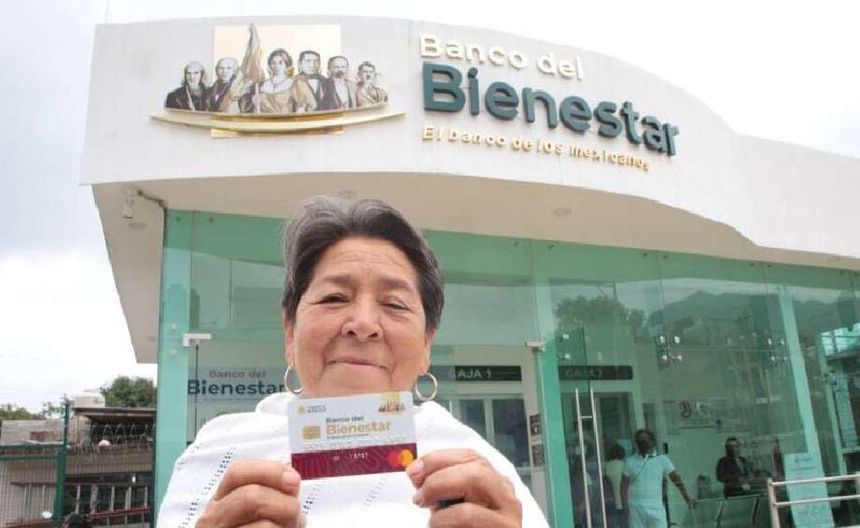 Banco del
Bienestar
El banco de los mexicanos
Banco del
Bienestar
CAJA 1
CAJA 2
Banco del
Bienestar